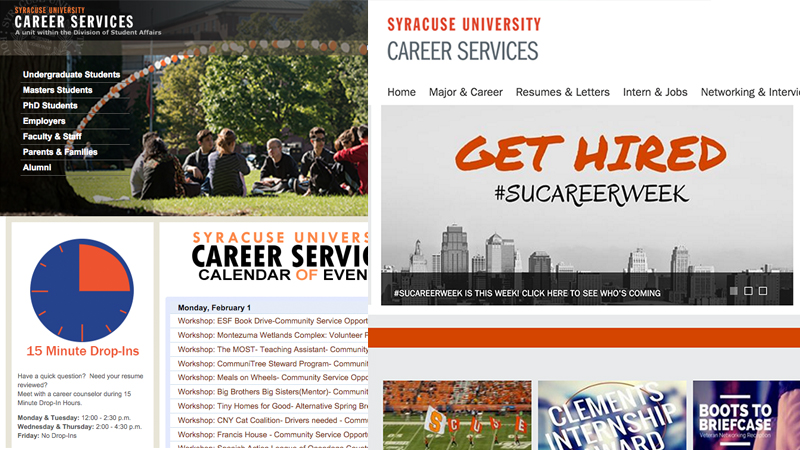 SYRACUSE UNIVERSITY
CAREER SERVICES
A unit within the Division of Student Affairs
Undergraduate Students
Masters Students
PhD Students
Employers
Faculty & Staff
Parents & Families
Alumni
15 Minute Drop-Ins
Have a quick question? Need your resume
reviewed?
Meet with a career counselor during 15
Minute Drop-In Hours.
Monday & Tuesday: 12:00 - 2:30 p.m.
Wednesday & Thursday: 2:00 - 4:30 p.m.
Friday: No Drop-Ins
SYRACUSE UNIVERS
CAREER SERVIC
CALENDAR OF EVEN
Monday, February 1
Workshop: ESF Book Drive-Community Service Opport
Workshop: Montezuma Wetlands Complex: Volunteer
Workshop: The MOST- Teaching Assistant- Community
Workshop: CommuniTree Steward Program- Community
Workshop: Meals on Wheels- Community Service Oppo
Workshop: Big Brothers Big Sisters(Mentor)- Communit
Workshop: Tiny Homes for Good- Alternative Spring Bre
Workshop: CNY Cat Coalition- Drivers needed - Commu
Workshop: Francis House - Community Service Opportu
SYRACUSE UNIVERSITY
CAREER SERVICES
Home Major & Career Resumes & Letters Intern & Jobs Networking & Intervie
GET HIRED
#SUCAREERWEEK
#SUCAREERWEEK IS THIS WEEK! CLICK HERE TO SEE WHO'S COMING
S C U S E
CLEMENTS
INTERNSHIP
AWARD
BOOTS TO
BRIEFCASE
Veteran Networking Reception